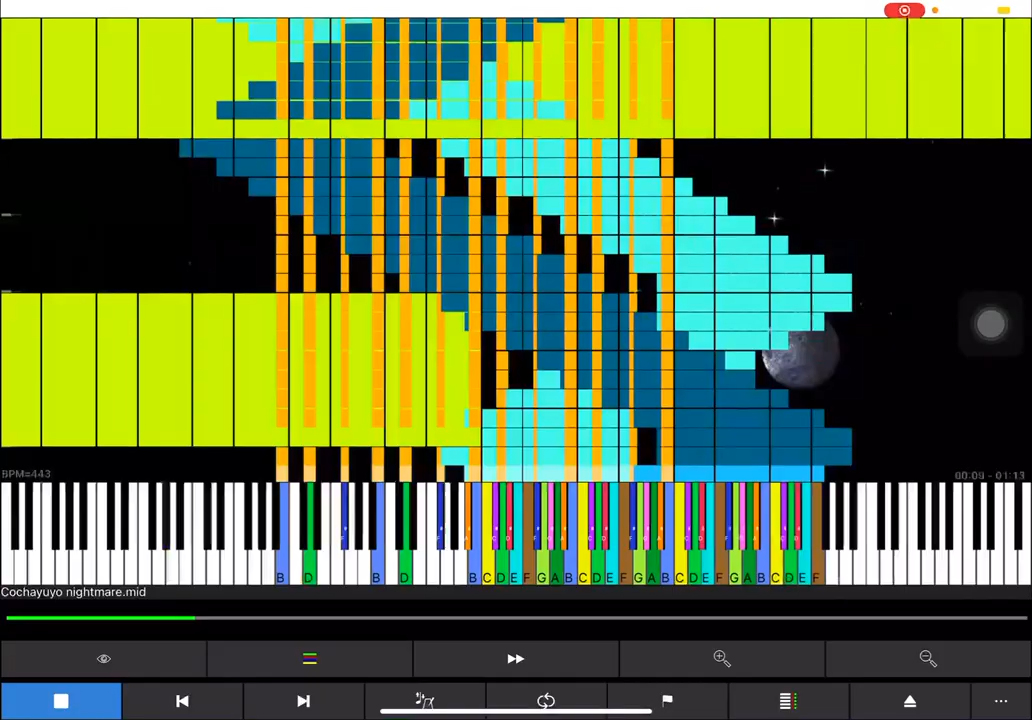 BPM=443
00:09 - 01:13
B D B D B C D E F G A B C D E F G A B C D E F G A B C D E F
Cochayuyo nightmare.mid